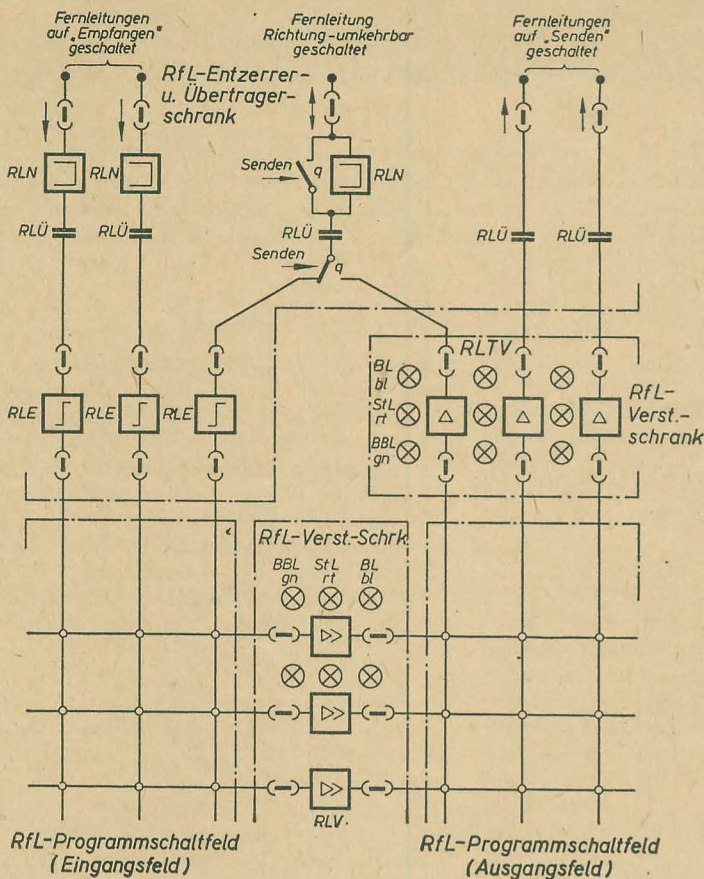 Fernleitungen
auf „Empfangen"
geschaltet
Fernleitung
Richtung-umkehrbar
geschaltet
Fernleitungen
auf „Senden"
geschaltet
RfL-Entzerrer-
u. Übertrager-
schrank
Senden
q
RLN
RLN
RLN
RLÜ
RLÜ
RLÜ
RLÜ
RLÜ
Senden
q
RLTV
BL
bl
StL
rt
BBL
gn
RfL-
Verst.-
schrank
RLE
RLE
RLE
RfL-Verst.-Schrk
BBL
gn
StL
rt
BL
bl
RLV
RfL-Programmschaltfeld
(Eingangsfeld)
RfL-Programmschaltfeld
(Ausgangsfeld)